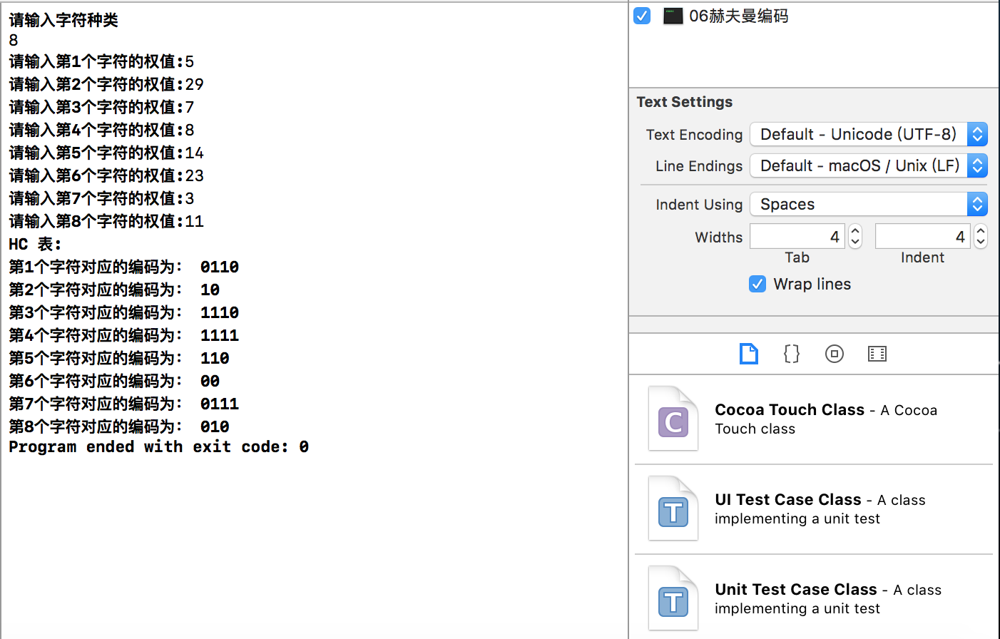 请输入字符种类
8
请输入第1个字符的权值:5
请输入第2个字符的权值:29
请输入第3个字符的权值:7
请输入第4个字符的权值:8
请输入第5个字符的权值:14
请输入第6个字符的权值:23
请输入第7个字符的权值:3
请输入第8个字符的权值:11
HC 表:
第1个字符对应的编码为： 0110
第2个字符对应的编码为： 10
第3个字符对应的编码为： 1110
第4个字符对应的编码为： 1111
第5个字符对应的编码为： 110
第6个字符对应的编码为： 00
第7个字符对应的编码为： 0111
第8个字符对应的编码为： 010
Program ended with exit code: 0
06赫夫曼编码
Text Settings
Text Encoding Default - Unicode (UTF-8)
Line Endings Default - macOS / Unix (LF)
Indent Using Spaces
Widths 4 4
Tab Indent
Wrap lines
C
Cocoa Touch Class - A Cocoa
Touch class
T
UI Test Case Class - A class
implementing a unit test
T
Unit Test Case Class - A class
implementing a unit test